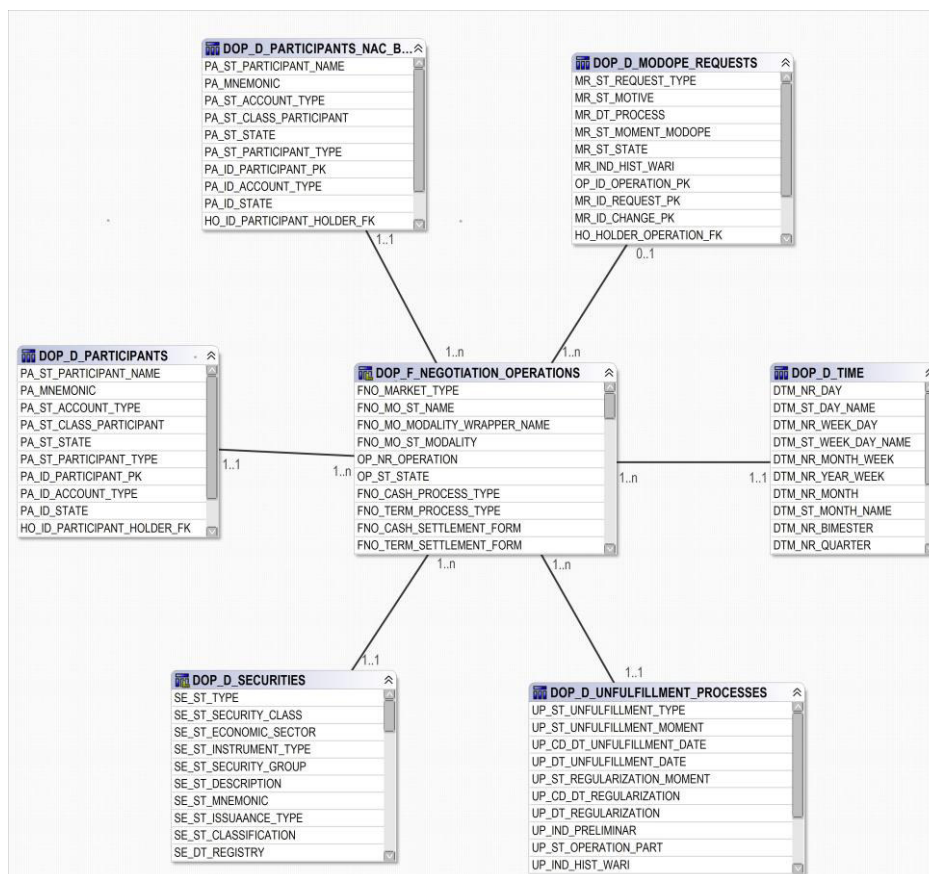 DOP_D_PARTICIPANTS_NAC_B...
PA_ST_PARTICIPANT_NAME
PA_MNEMONIC
PA_ST_ACCOUNT_TYPE
PA_ST_CLASS_PARTICIPANT
PA_ST_STATE
PA_ST_PARTICIPANT_TYPE
PA_ID_PARTICIPANT_PK
PA_ID_ACCOUNT_TYPE
PA_ID_STATE
HO_ID_PARTICIPANT_HOLDER_FK
1..1
1..n
DOP_D_MODOPE_REQUESTS
MR_ST_REQUEST_TYPE
MR_ST_MOTIVE
MR_DT_PROCESS
MR_ST_MOMENT_MODOPE
MR_ST_STATE
MR_IND_HIST_WARI
OP_ID_OPERATION_PK
MR_ID_REQUEST_PK
MR_ID_CHANGE_PK
HO_HOLDER_OPERATION_FK
0..1
1..n
DOP_D_PARTICIPANTS
PA_ST_PARTICIPANT_NAME
PA_MNEMONIC
PA_ST_ACCOUNT_TYPE
PA_ST_CLASS_PARTICIPANT
PA_ST_STATE
PA_ST_PARTICIPANT_TYPE
PA_ID_PARTICIPANT_PK
PA_ID_ACCOUNT_TYPE
PA_ID_STATE
HO_ID_PARTICIPANT_HOLDER_FK
1..1
1..n
DOP_F_NEGOTIATION_OPERATIONS
FNO_MARKET_TYPE
FNO_MO_ST_NAME
FNO_MO_MODALITY_WRAPPER_NAME
FNO_MO_ST_MODALITY
OP_NR_OPERATION
OP_ST_STATE
FNO_CASH_PROCESS_TYPE
FNO_TERM_PROCESS_TYPE
FNO_CASH_SETTLEMENT_FORM
FNO_TERM_SETTLEMENT_FORM
1..n
1..1
DOP_D_TIME
DTM_NR_DAY
DTM_ST_DAY_NAME
DTM_NR_WEEK_DAY
DTM_ST_WEEK_DAY_NAME
DTM_NR_MONTH_WEEK
DTM_NR_YEAR_WEEK
DTM_NR_MONTH
DTM_ST_MONTH_NAME
DTM_NR_BIMESTER
DTM_NR_QUARTER
1..n
1..1
DOP_D_SECURITIES
SE_ST_TYPE
SE_ST_SECURITY_CLASS
SE_ST_ECONOMIC_SECTOR
SE_ST_INSTRUMENT_TYPE
SE_ST_SECURITY_GROUP
SE_ST_DESCRIPTION
SE_ST_MNEMONIC
SE_ST_ISSUAANCE_TYPE
SE_ST_CLASSIFICATION
SE_DT_REGISTRY
1..n
1..1
DOP_D_UNFULFILLMENT_PROCESSES
UP_ST_UNFULFILLMENT_TYPE
UP_ST_UNFULFILLMENT_MOMENT
UP_CD_DT_UNFULFILLMENT_DATE
UP_DT_UNFULFILLMENT_DATE
UP_ST_REGULARIZATION_MOMENT
UP_CD_DT_REGULARIZATION
UP_DT_REGULARIZATION
UP_IND_PRELIMINAR
UP_ST_OPERATION_PART
UP_IND_HIST_WARI